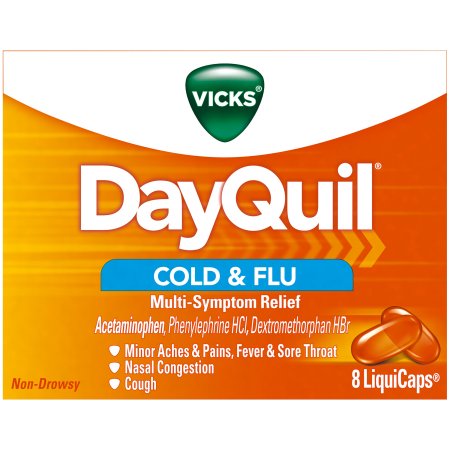 VICKS®
DayQuil®
COLD & FLU
Multi-Symptom Relief
Acetaminophen, Phenylephrine HCl, Dextromethorphan HBr
Minor Aches & Pains, Fever & Sore Throat
Nasal Congestion
Cough
Non-Drowsy
8 LiquiCaps®